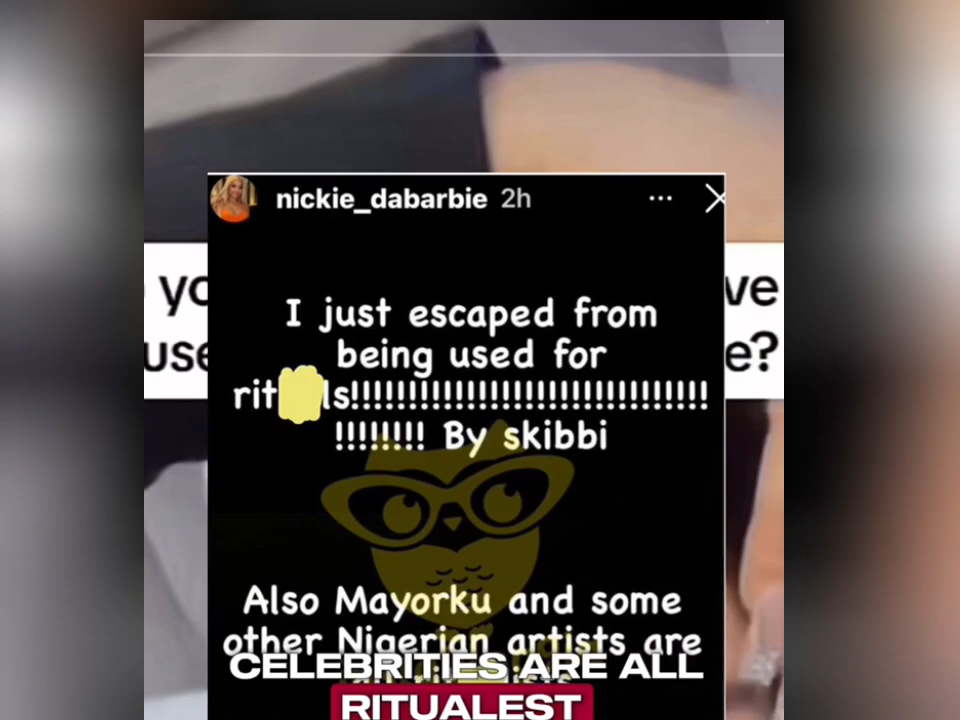 nickie_dabarbie 2h
I just escaped from
being used for
rit ls!!!!!!!!!!!!!!!!!!!!!!!!!!!!!!!!
!!!!!!!! By skibbi
Also Mayorku and some
other Nigerian artists are
CELEBRITIES ARE ALL
RITUALEST